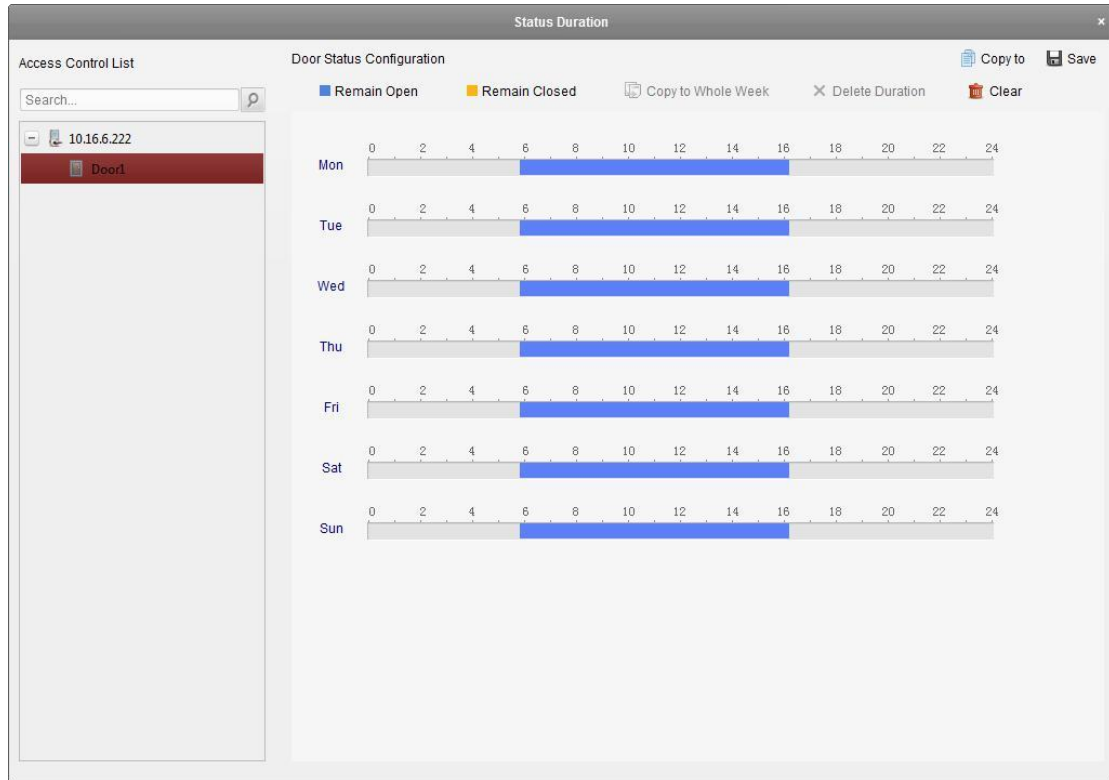 Status Duration
Access Control List
Search...
10.16.6.222
Door1
Door Status Configuration
Copy to
Save
Remain Open
Remain Closed
Copy to Whole Week
Delete Duration
Clear
0 2 4 6 8 10 12 14 16 18 20 22 24
Mon
0 2 4 6 8 10 12 14 16 18 20 22 24
Tue
0 2 4 6 8 10 12 14 16 18 20 22 24
Wed
0 2 4 6 8 10 12 14 16 18 20 22 24
Thu
0 2 4 6 8 10 12 14 16 18 20 22 24
Fri
0 2 4 6 8 10 12 14 16 18 20 22 24
Sat
0 2 4 6 8 10 12 14 16 18 20 22 24
Sun